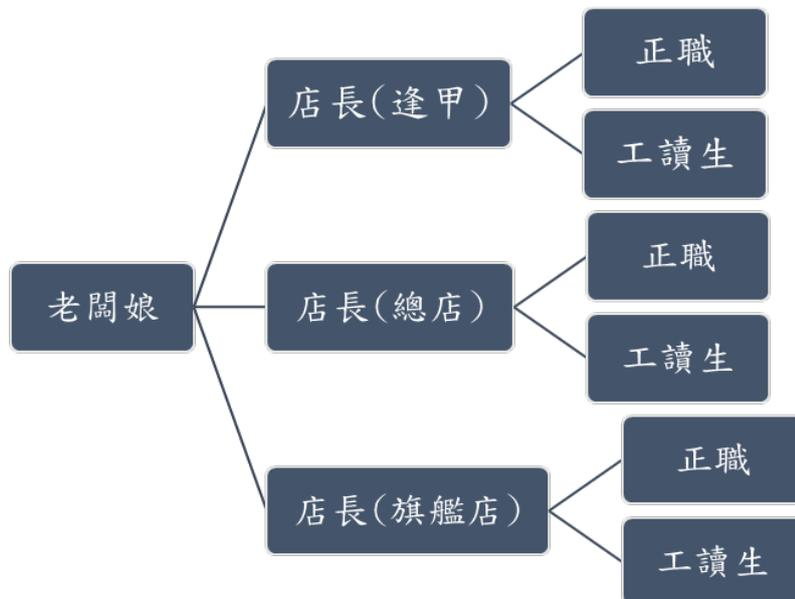 老闆娘
店長(逢甲)
正職
工讀生
店長(總店)
正職
工讀生
店長(旗艦店)
正職
工讀生